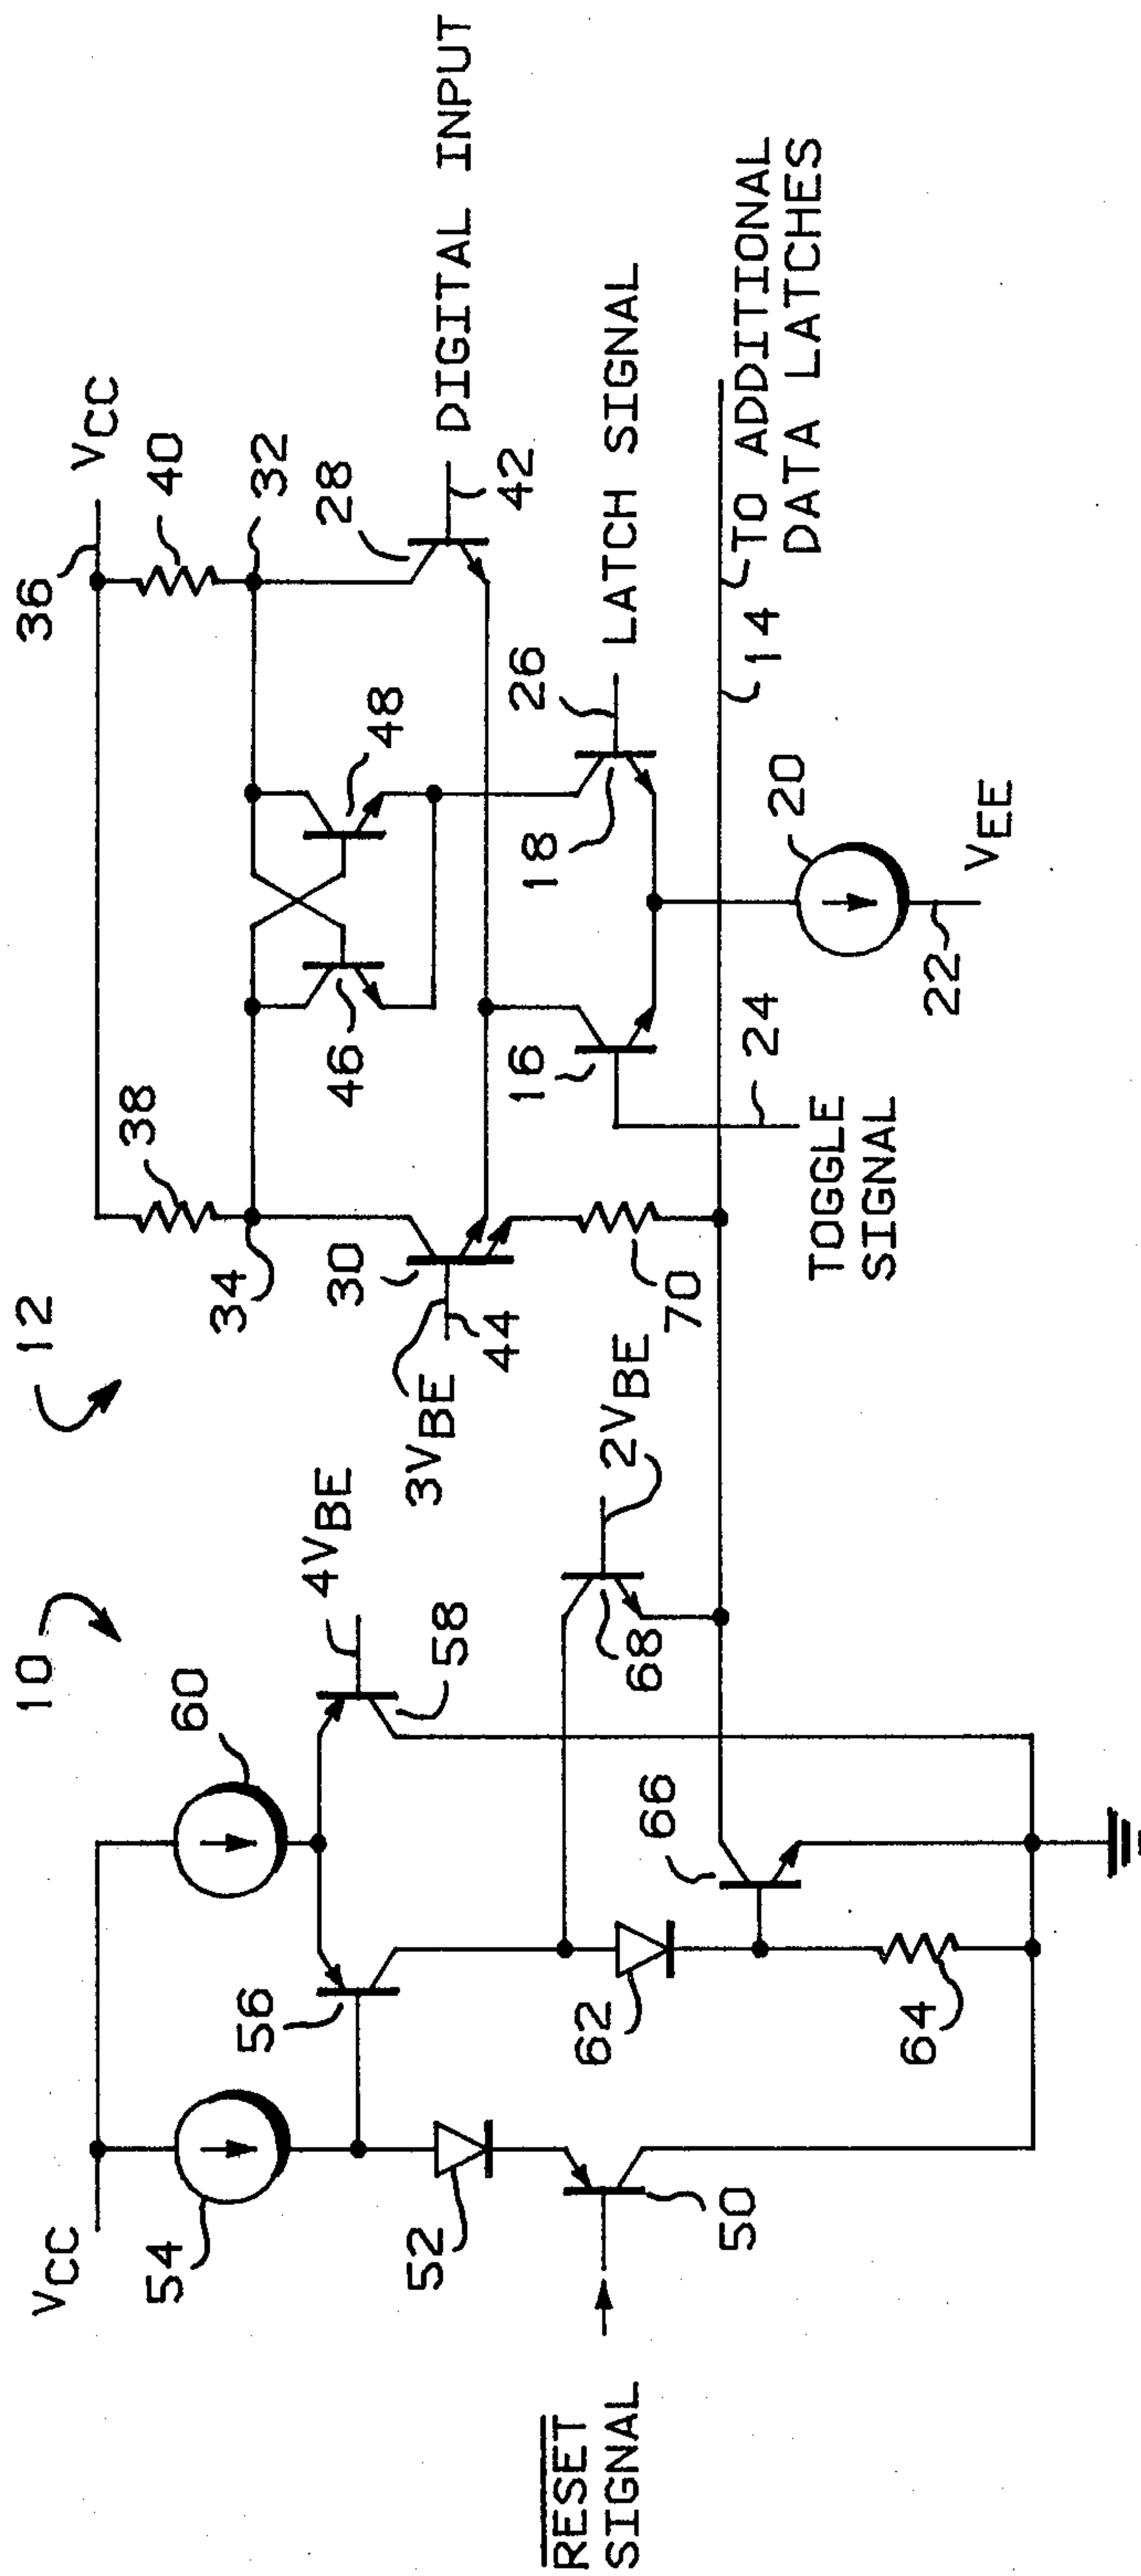 10
12
VCC
54
60
4VBE
56
58
52
RESET
SIGNAL
50
62
64
66
68
2VBE
3VBE
44
30
34
38
36
VCC
40
32
46
48
28
DIGITAL INPUT
42
26
LATCH SIGNAL
16
18
70
TOGGLE
SIGNAL
24
20
22
VEE
14
TO ADDITIONAL
DATA LATCHES